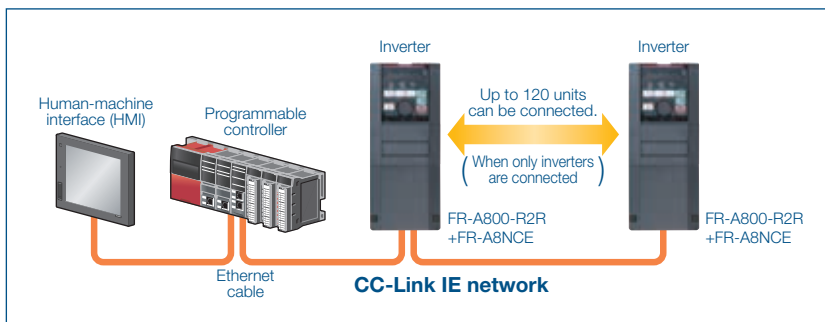 Inverter
Inverter
Human-machine
interface (HMI)
Programmable
controller
Up to 120 units
can be connected.
(When only inverters
are connected)
FR-A800-R2R
+FR-A8NCE
FR-A800-R2R
+FR-A8NCE
Ethernet
cable
CC-Link IE network